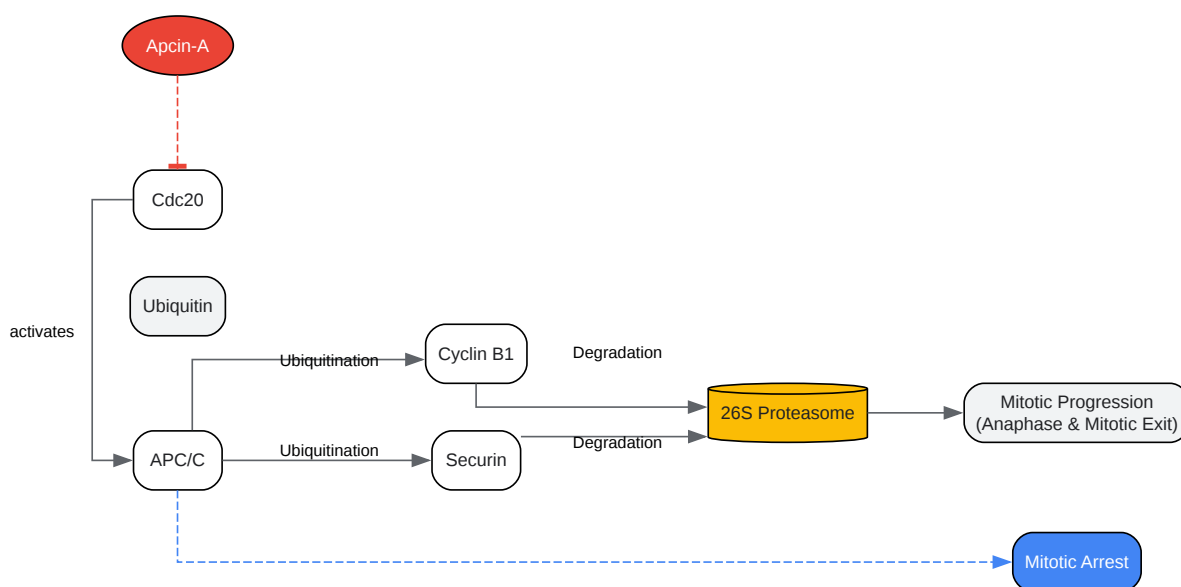 Apcin-A
Cdc20
Ubiquitin
activates
Ubiquitination
Cyclin B1
Degradation
26S Proteasome
Mitotic Progression
(Anaphase & Mitotic Exit)
APC/C
Ubiquitination
Securin
Degradation
Mitotic Arrest